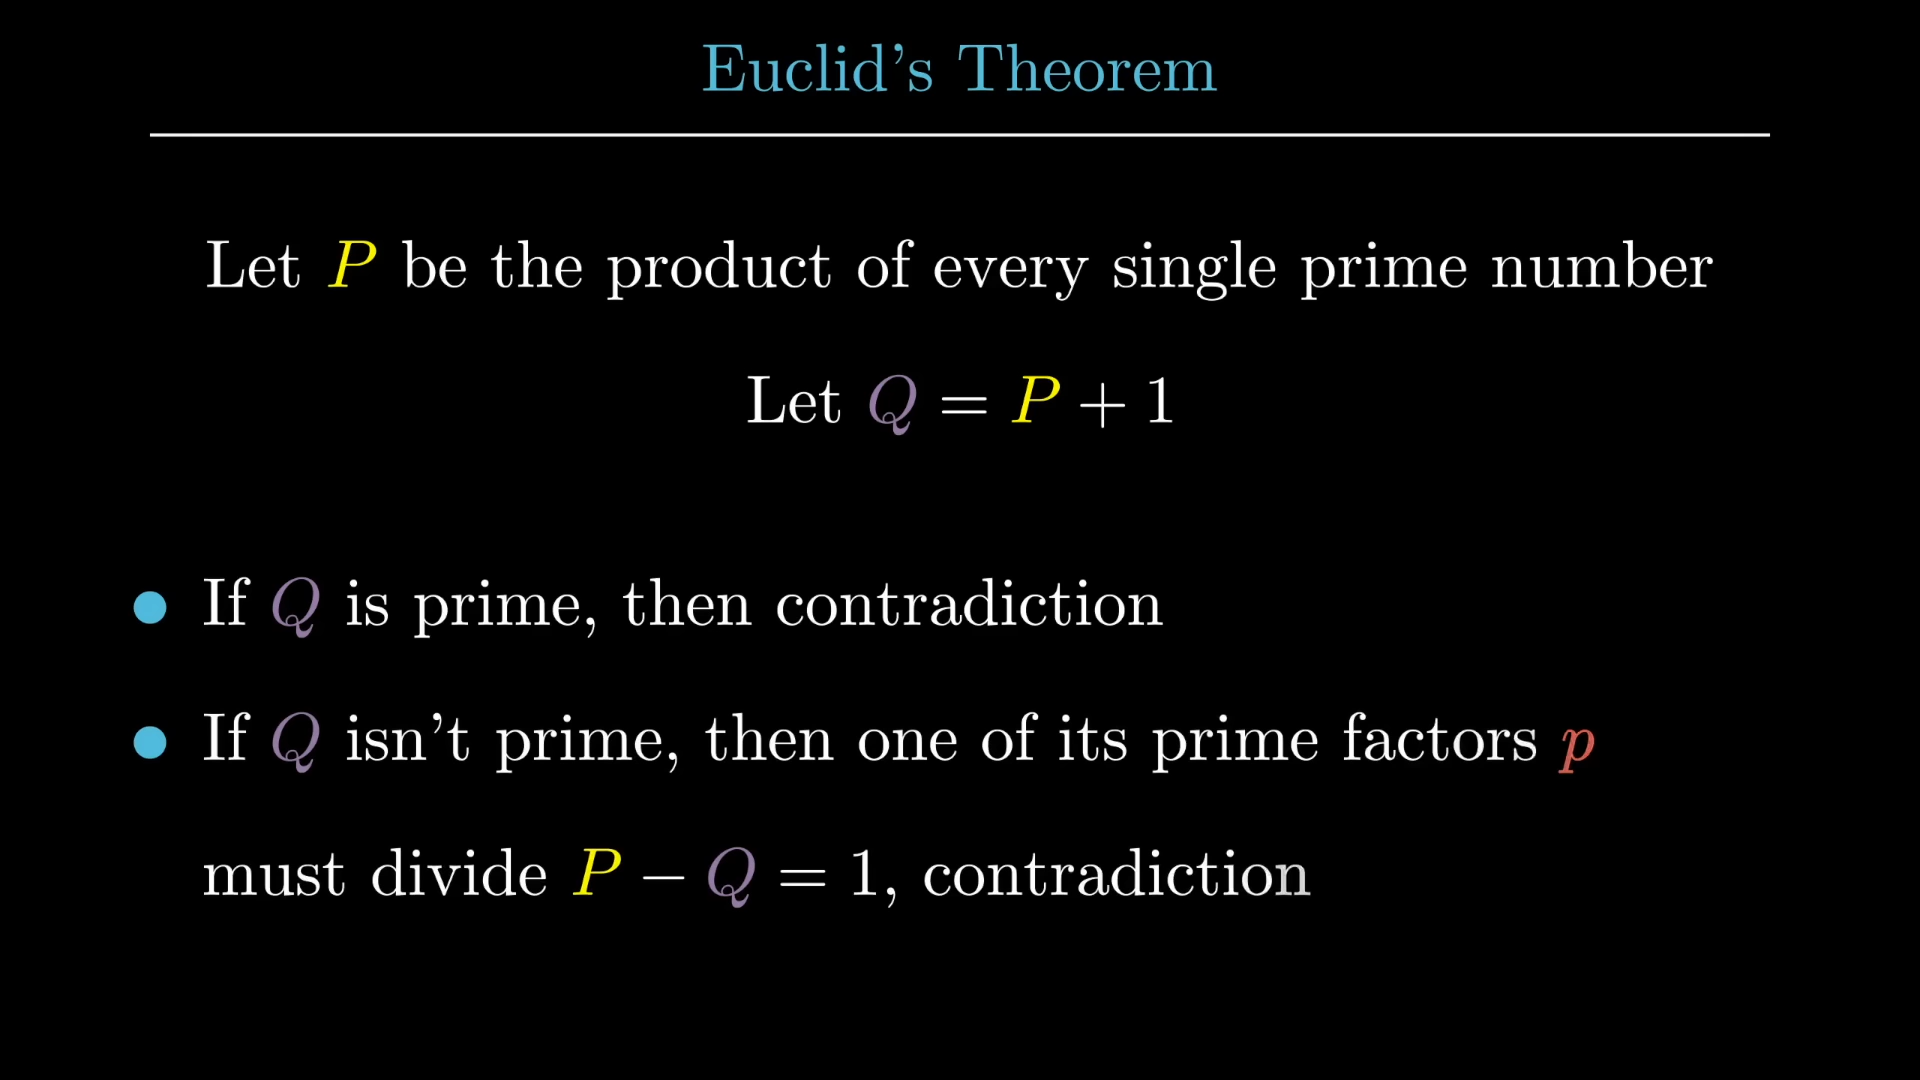 Euclid’s Theorem
Let P be the product of every single prime number
Let Q = P + 1
• If Q is prime, then contradiction
• If Q isn’t prime, then one of its prime factors p
must divide P − Q = 1, contradiction